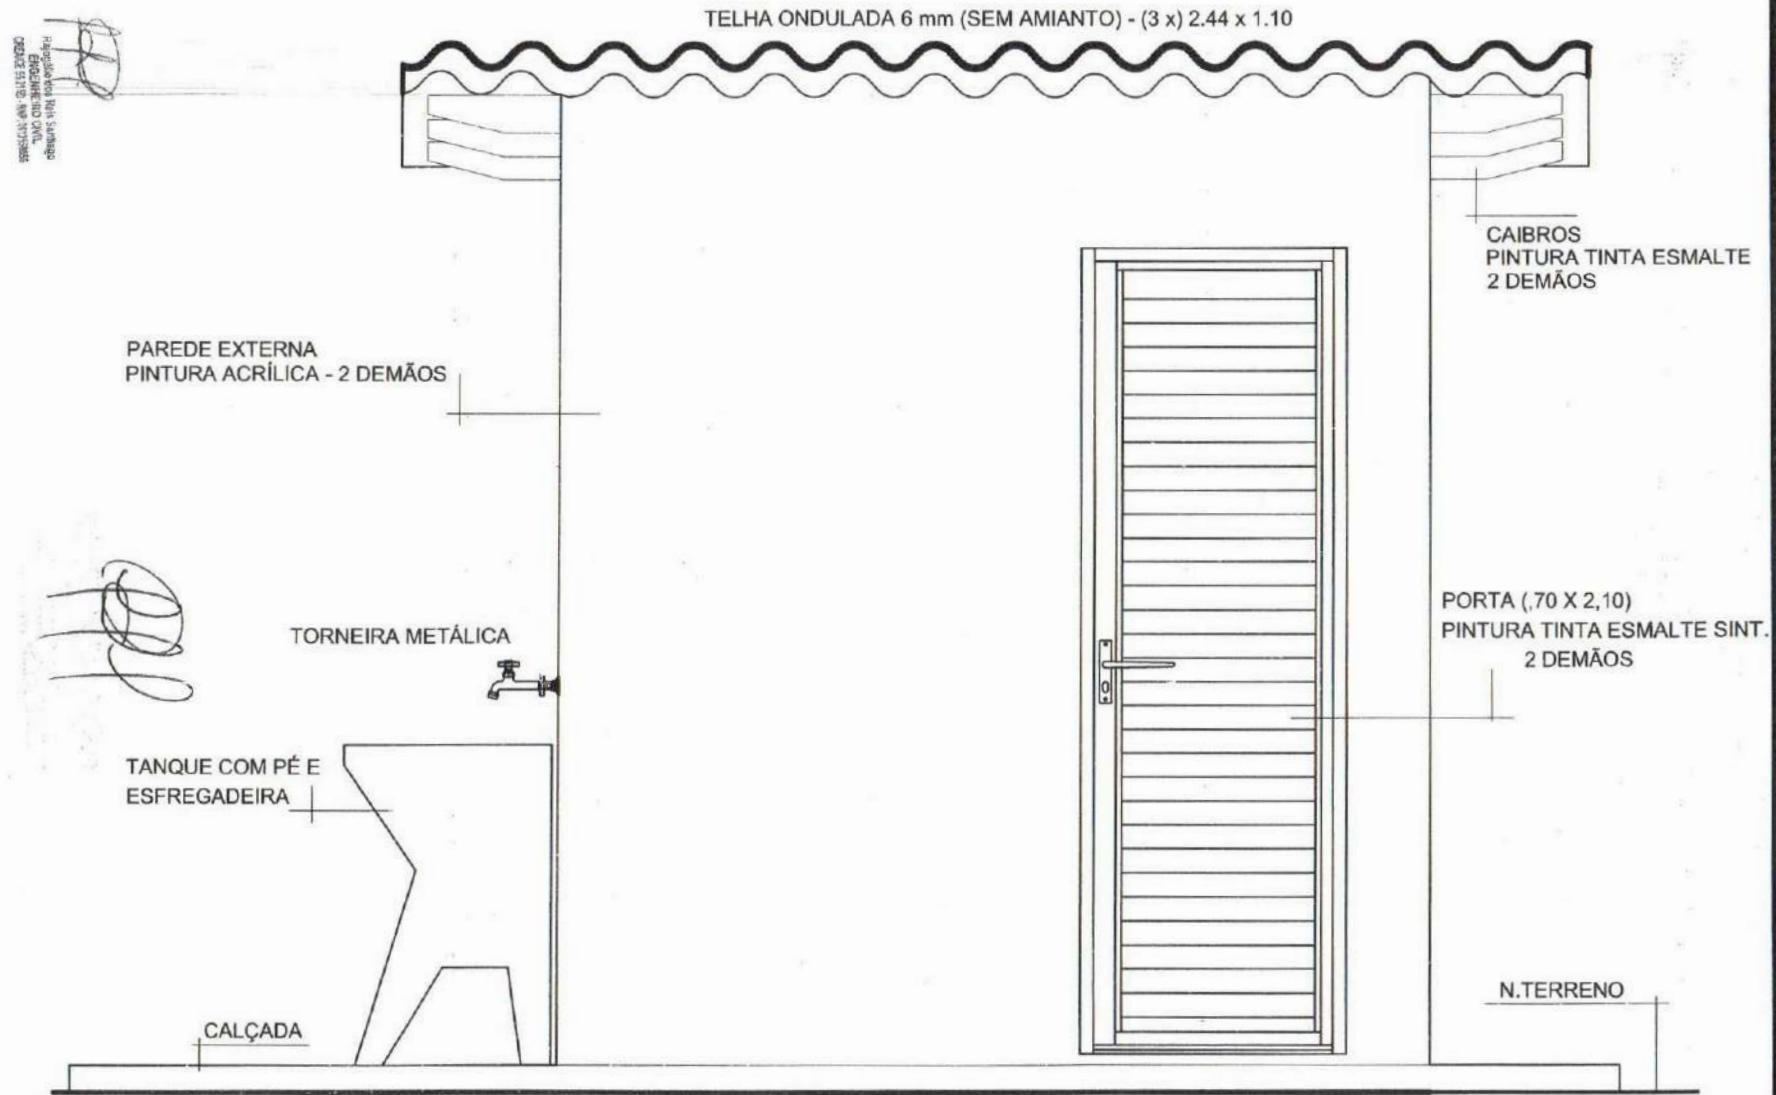 TELHA ONDULADA 6 mm (SEM AMIANTO) - (3 x) 2.44 x 1.10
ENGENHEIRO CIVIL
CAIBROS
PINTURA TINTA ESMALTE
2 DEMÃOS
PAREDE EXTERNA
PINTURA ACRÍLICA - 2 DEMÃOS
PORTA (,70 X 2,10)
PINTURA TINTA ESMALTE SINT.
2 DEMÃOS
TORNEIRA METÁLICA
TANQUE COM PÉ E
ESFREGADEIRA
N.TERRENO
CALÇADA